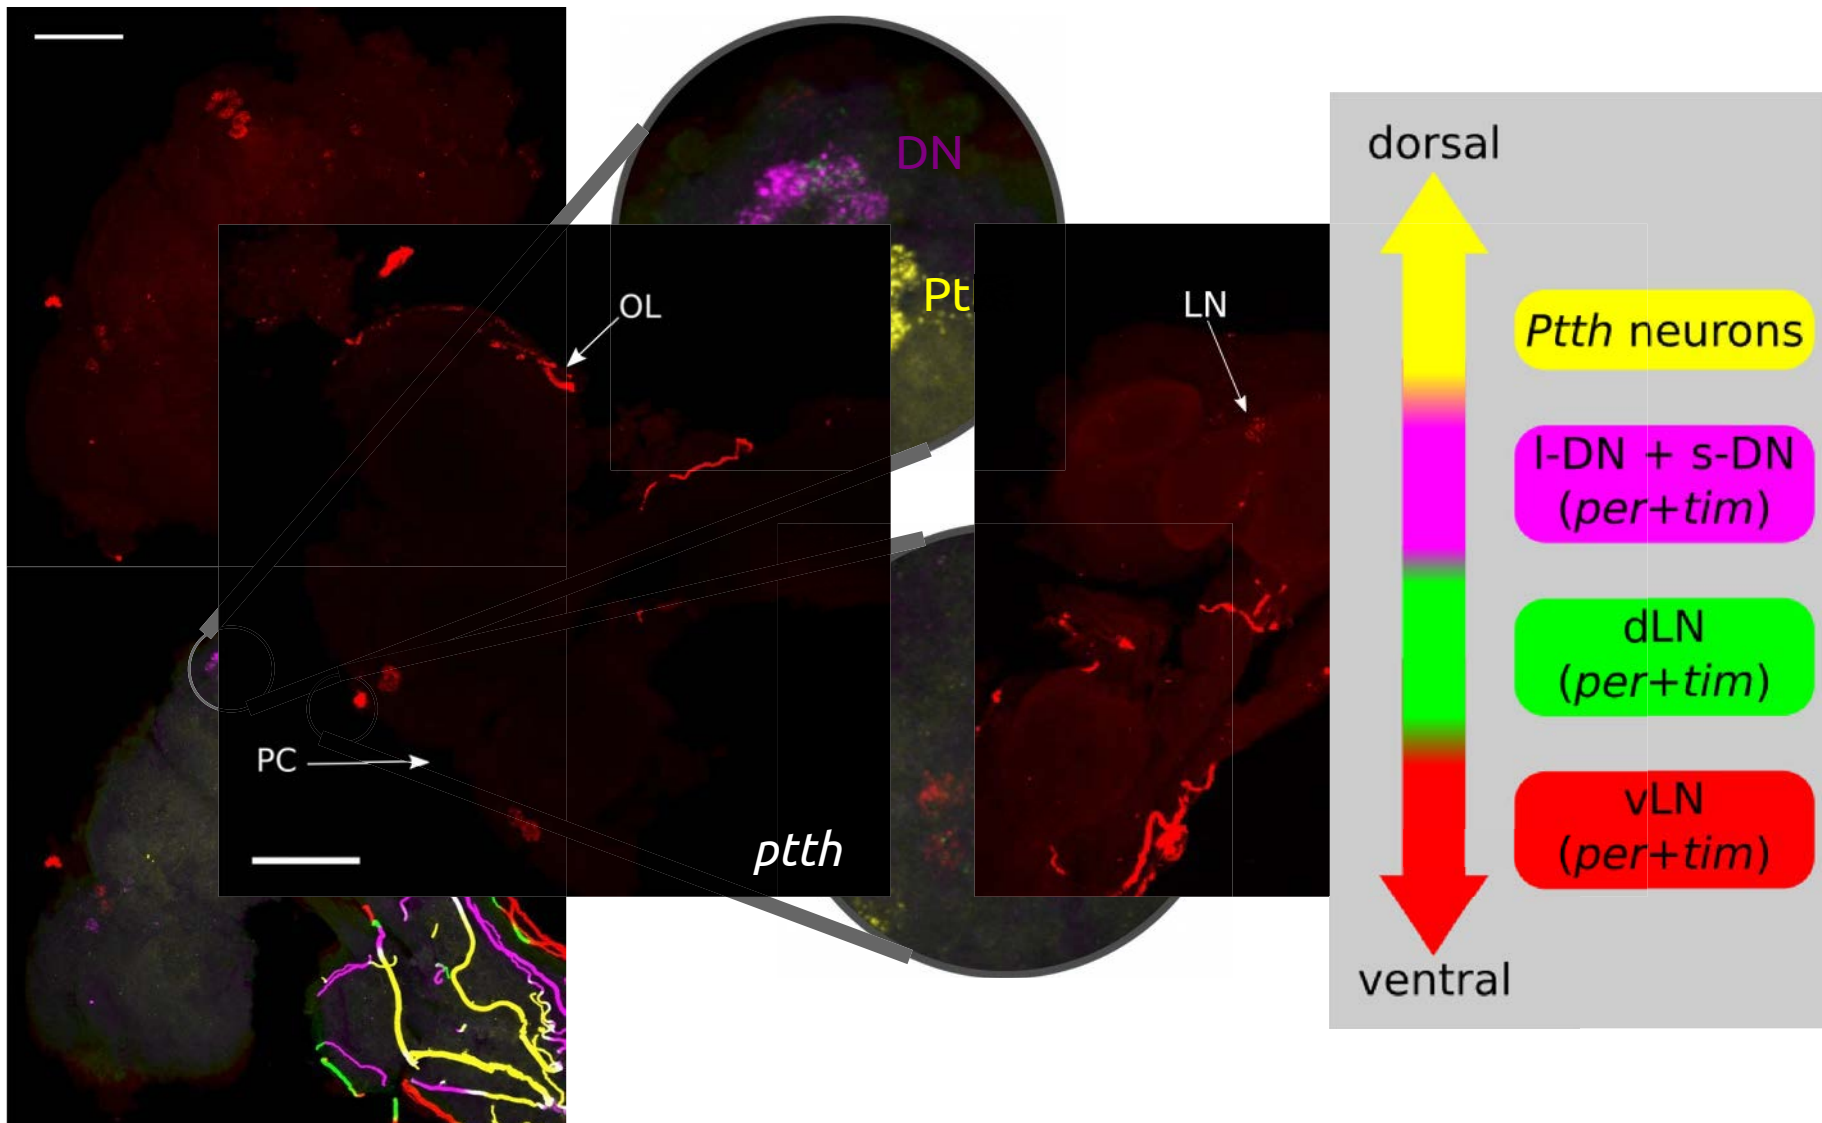 DN
Pt
OL
LN
PC
ptth
dorsal
Ptth neurons
l-DN + s-DN
(per+tim)
dLN
(per+tim)
vLN
(per+tim)
ventral